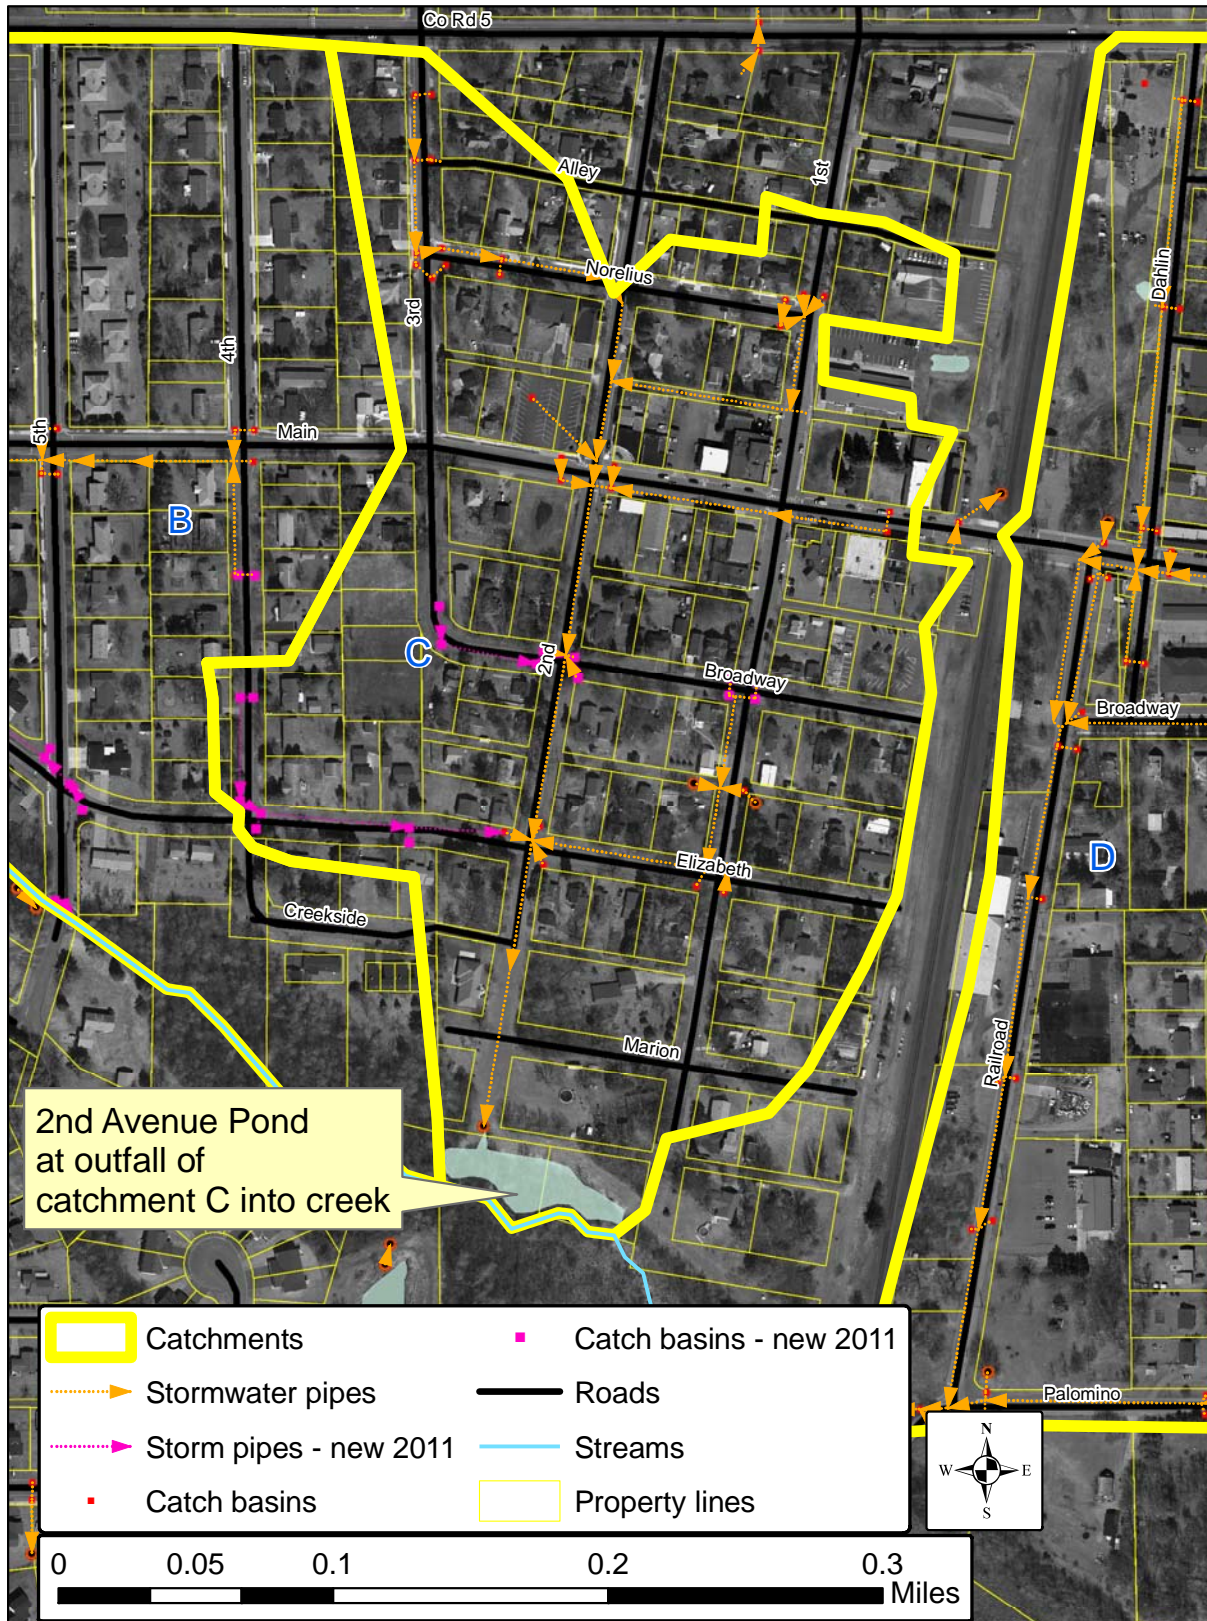 Co Rd 5
Alley
1st
Norelius
Dahlin
3rd
4th
5th
Main
B
C
2nd
Broadway
Broadway
Elizabeth
D
Creekside
Marion
Railroad
2nd Avenue Pond
at outfall of
catchment C into creek
Catchments
Catch basins - new 2011
Stormwater pipes
Roads
Storm pipes - new 2011
Streams
Catch basins
Property lines
Palomino
N
W E
S
0 0.05 0.1 0.2 0.3
Miles